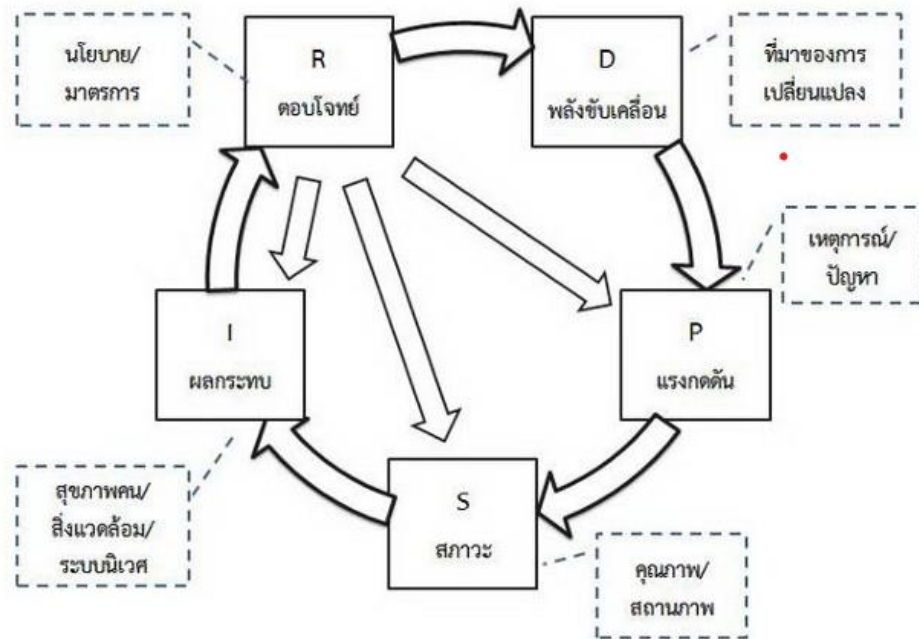 นโยบาย/
มาตรการ
R
ตอบโจทย์
D
พลังขับเคลื่อน
ที่มาของการ
เปลี่ยนแปลง
เหตุการณ์/
ปัญหา
I
ผลกระทบ
P
แรงกดดัน
สุขภาพคน/
สิ่งแวดล้อม/
ระบบนิเวศ
S
สภาวะ
คุณภาพ/
สถานภาพ